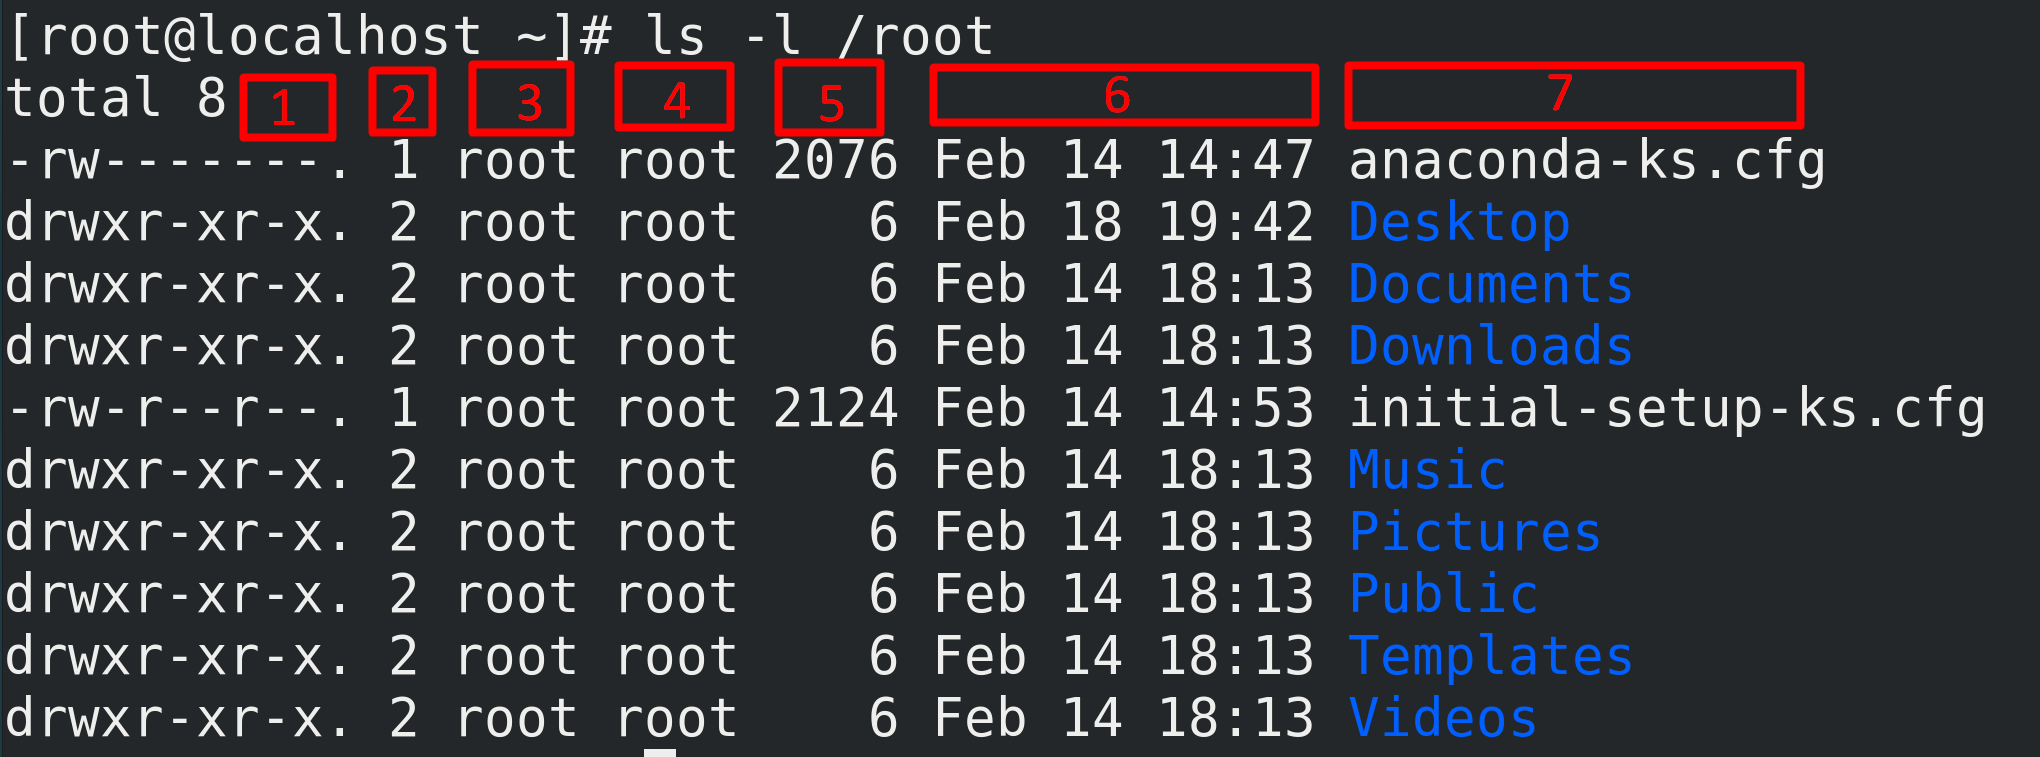 [root@localhost ~]# ls -l /root
total 8 1 2 3 4 5 6 7
-rw-------. 1 root root 2076 Feb 14 14:47 anaconda-ks.cfg
drwxr-xr-x. 2 root root    6 Feb 18 19:42 Desktop
drwxr-xr-x. 2 root root    6 Feb 14 18:13 Documents
drwxr-xr-x. 2 root root    6 Feb 14 18:13 Downloads
-rw-r--r--. 1 root root 2124 Feb 14 14:53 initial-setup-ks.cfg
drwxr-xr-x. 2 root root    6 Feb 14 18:13 Music
drwxr-xr-x. 2 root root    6 Feb 14 18:13 Pictures
drwxr-xr-x. 2 root root    6 Feb 14 18:13 Public
drwxr-xr-x. 2 root root    6 Feb 14 18:13 Templates
drwxr-xr-x. 2 root root    6 Feb 14 18:13 Videos